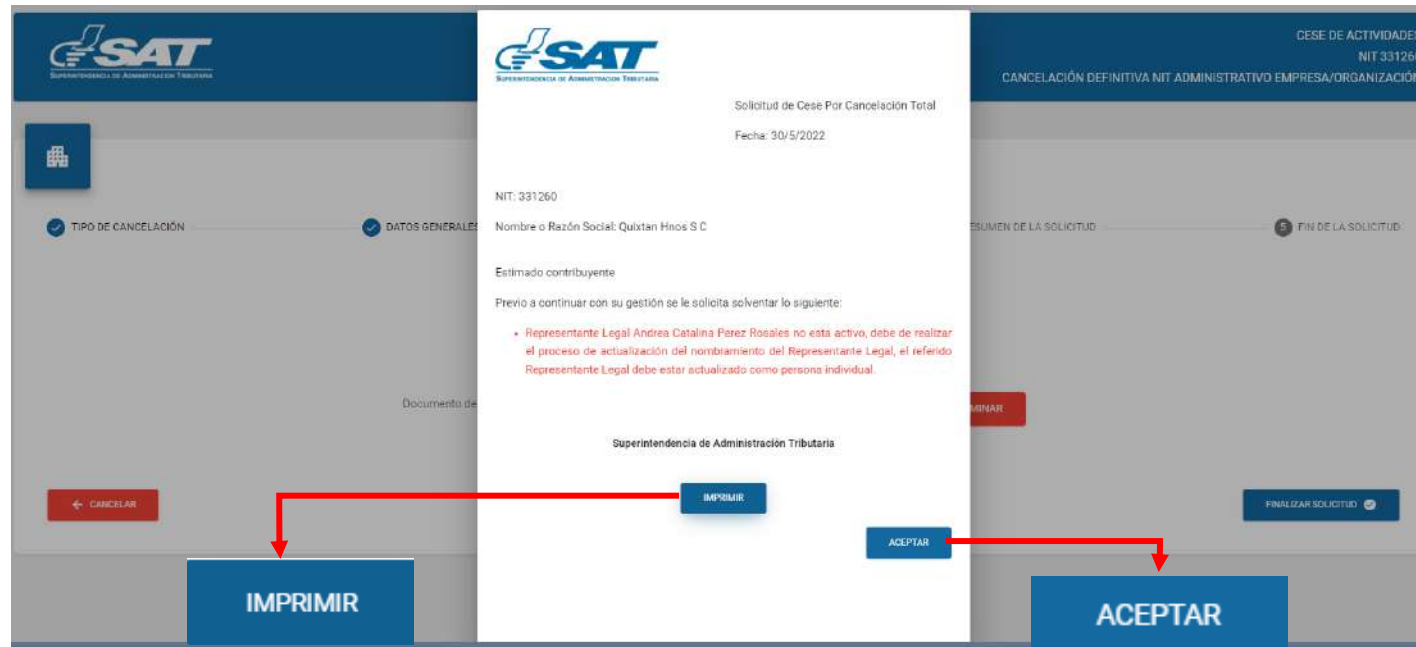 SAT
SUPERINTENDENCIA DE ADMINISTRACIÓN TRIBUTARIA
CESE DE ACTIVIDADES
NIT 331260
CANCELACIÓN DEFINITIVA NIT ADMINISTRATIVO EMPRESA/ORGANIZACIÓN
SAT
SUPERINTENDENCIA DE ADMINISTRACIÓN TRIBUTARIA
Solicitud de Cese Por Cancelación Total
Fecha: 30/5/2022
NIT: 331260
TIPO DE CANCELACIÓN
DATOS GENERALES
Nombre o Razón Social: Quixtan Hnos S C
ESUMEN DE LA SOLICITUD
5 FIN DE LA SOLICITUD
Estimado contribuyente
Previo a continuar con su gestión se le solicita solventar lo siguiente:
• Representante Legal Andrea Catalina Perez Rosales no esta activo, debe de realizar
el proceso de actualización del nombramiento del Representante Legal, el referido
Representante Legal debe estar actualizado como persona individual.
Documento de
MINAR
Superintendencia de Administración Tributaria
← CANCELAR
IMPRIMIR
FINALIZAR SOLICITUD
ACEPTAR
IMPRIMIR
ACEPTAR